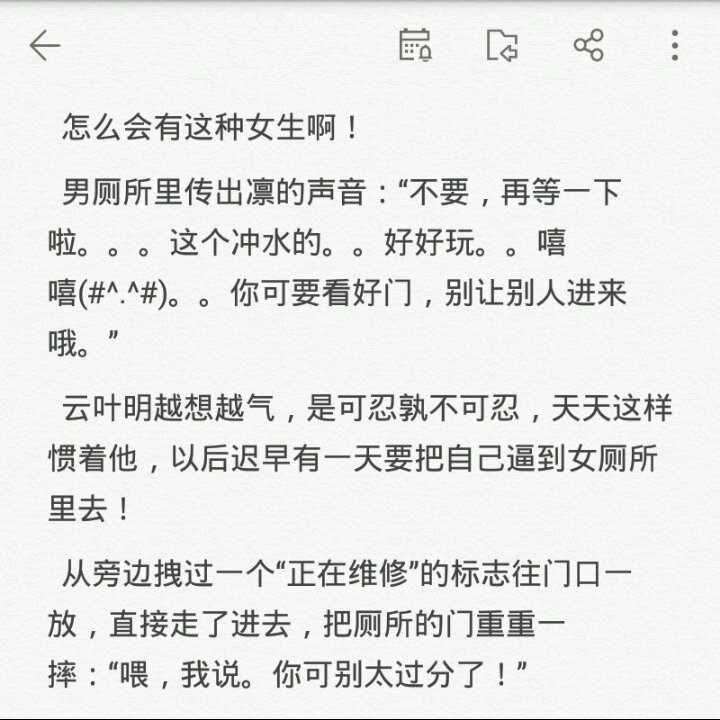 怎么会有这种女生啊！
男厕所里传出凛的声音：“不要，再等一下
啦。。。这个冲水的。。好好玩。。嘻
嘻(#^.^#)。。你可要看好门，别让别人进来
哦。”
云叶明越想越气，是可忍孰不可忍，天天这样
惯着他，以后迟早有一天要把自己逼到女厕所
里去！
从旁边拽过一个“正在维修”的标志往门口一
放，直接走了进去，把厕所的门重重一
摔：“喂，我说。你可别太过分了！”